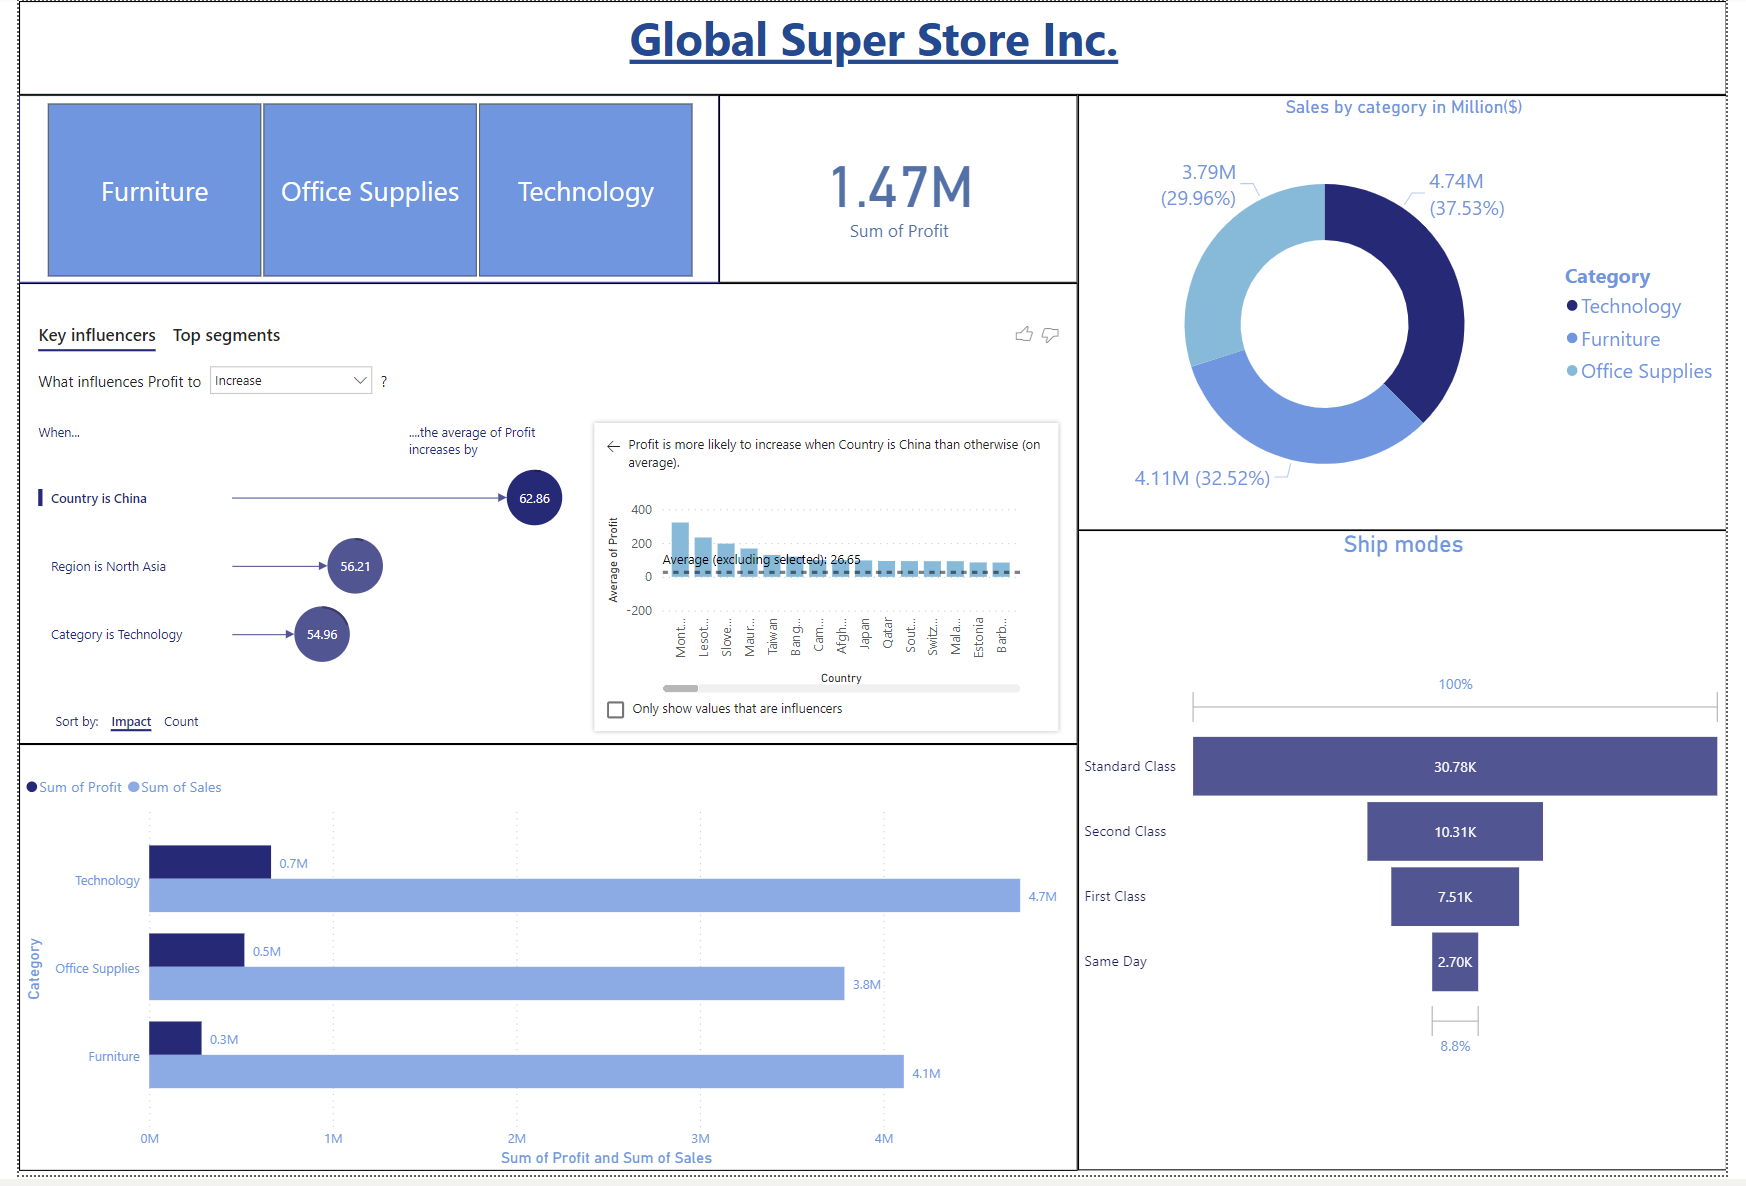 Global Super Store Inc.
Furniture
Office Supplies
Technology
1.47M
Sum of Profit
Sales by category in Million($)
3.79M
(29.96%)
4.74M
(37.53%)
4.11M (32.52%)
Category
Technology
Furniture
Office Supplies
Key influencers
Top segments
What influences Profit to
Increase
?
When...
....the average of Profit
increases by
Country is China
62.86
Region is North Asia
56.21
Category is Technology
54.96
Sort by:
Impact
Count
Profit is more likely to increase when Country is China than otherwise (on
average).
Average of Profit
400
200
0
-200
Average (excluding selected): 26.65
Mont...
Lesot...
Slove...
Maur...
Taiwan
Bang...
Cam...
Afgh...
Japan
Qatar
Sout...
Switz...
Mala...
Estonia
Barb...
Country
Only show values that are influencers
Ship modes
100%
Standard Class
30.78K
Second Class
10.31K
First Class
7.51K
Same Day
2.70K
8.8%
Sum of Profit
Sum of Sales
Category
Technology
0.7M
4.7M
Office Supplies
0.5M
3.8M
Furniture
0.3M
4.1M
0M
1M
2M
3M
4M
Sum of Profit and Sum of Sales